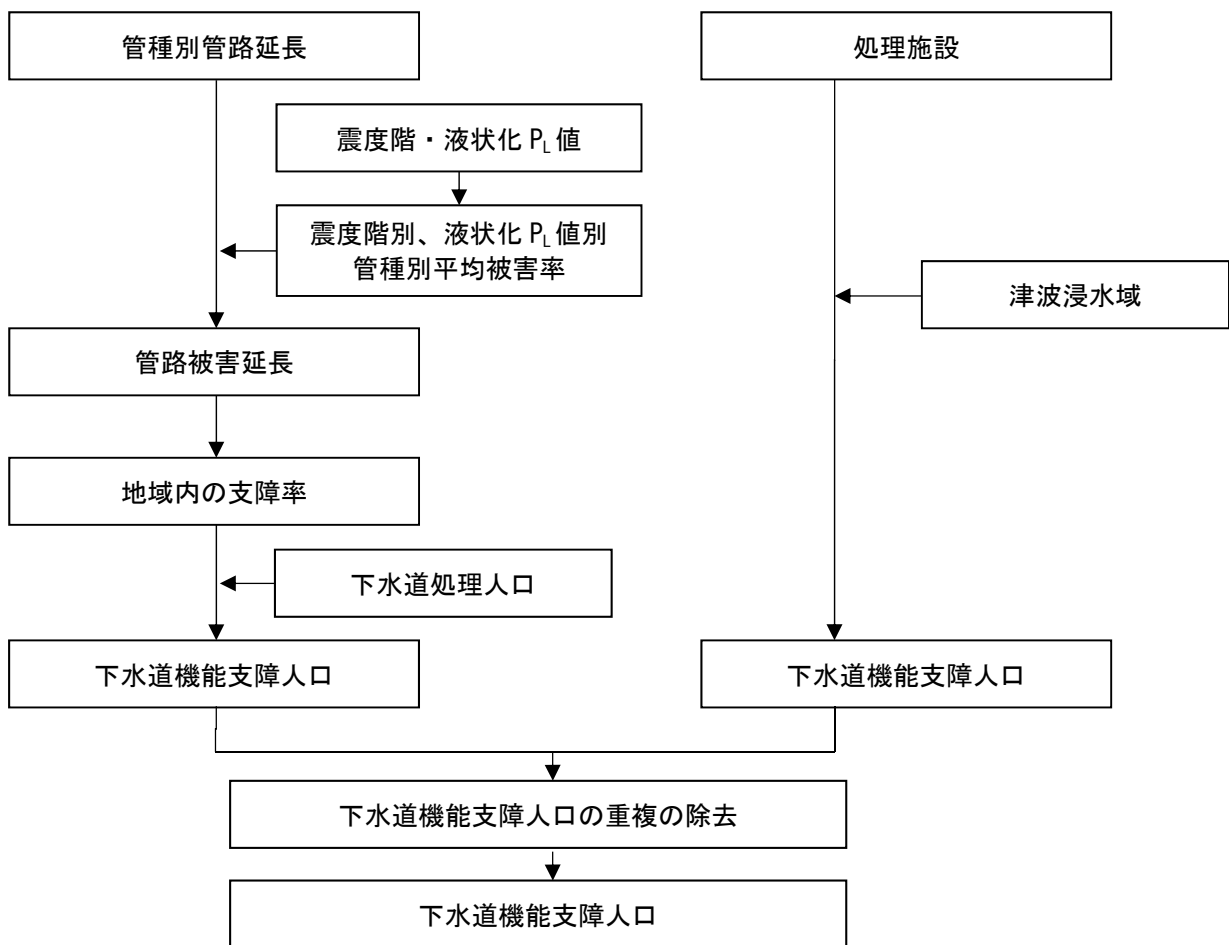 管種別管路延長
処理施設
震度階・液状化 PL 値
震度階別、液状化 PL 値別
管種別平均被害率
津波浸水域
管路被害延長
地域内の支障率
下水道処理人口
下水道機能支障人口
下水道機能支障人口
下水道機能支障人口の重複の除去
下水道機能支障人口